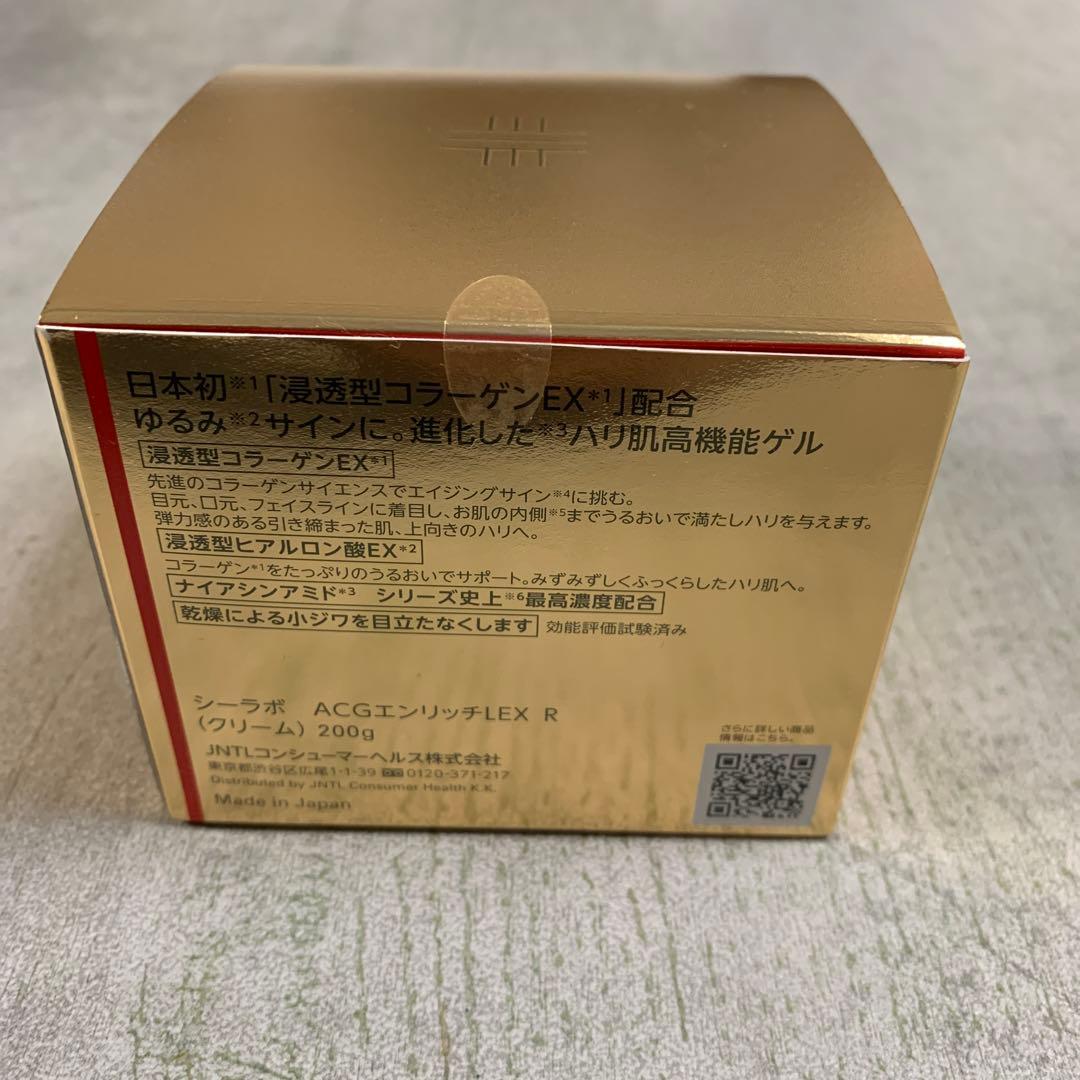 日本初※1「浸透型コラーゲンEX*1」配合
ゆるみ※2サインに。進化した※3ハリ肌高機能ゲル
浸透型コラーゲンEX*1
先進のコラーゲンサイエンスでエイジングサイン※4に挑む。
目元、口元、フェイスラインに着目し、お肌の内側※5までうるおいで満たしハリを与えます。
弾力感のある引き締まった肌、上向きのハリへ。
浸透型ヒアルロン酸EX*2
コラーゲン*1をたっぷりのうるおいでサポート。みずみずしくふっくらしたハリ肌へ。
ナイアシンアミド*3 シリーズ史上※6最高濃度配合
乾燥による小ジワを目立たなくします 効能評価試験済み
シーラボ ACGエンリッチLEX R
(クリーム) 200g
JNTLコンシューマーヘルス株式会社
東京都渋谷区広尾1-1-39 0120-371-217
Distributed by JNTL Consumer Health K.K.
Made in Japan
さらに詳しい商品
情報はこちら。